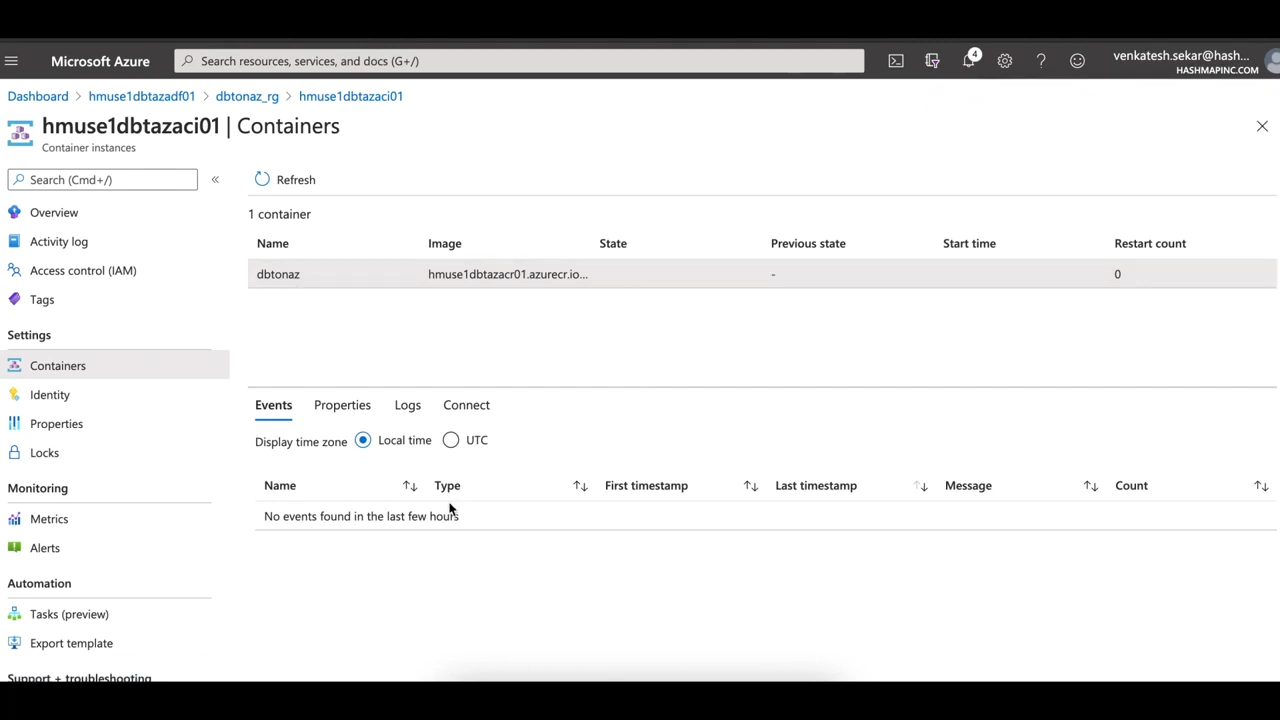 Microsoft Azure
Search resources, services, and docs (G+/)
4
venkatesh.sekar@hash...
HASHMAPINC.COM
Dashboard > hmuse1dbtazadf01 > dbtonaz_rg > hmuse1dbtazaci01
hmuse1dbtazaci01 | Containers
Container instances
Search (Cmd+/)
«
Refresh
Overview
Activity log
Access control (IAM)
Tags
Settings
Containers
Identity
Properties
Locks
Monitoring
Metrics
Alerts
Automation
Tasks (preview)
Export template
Support + troubleshooting
1 container
Name Image State Previous state Start time Restart count
dbtonaz hmuse1dbtazacr01.azurecr.io... - 0
Events Properties Logs Connect
Display time zone Local time UTC
Name Type First timestamp Last timestamp Message Count
No events found in the last few hours